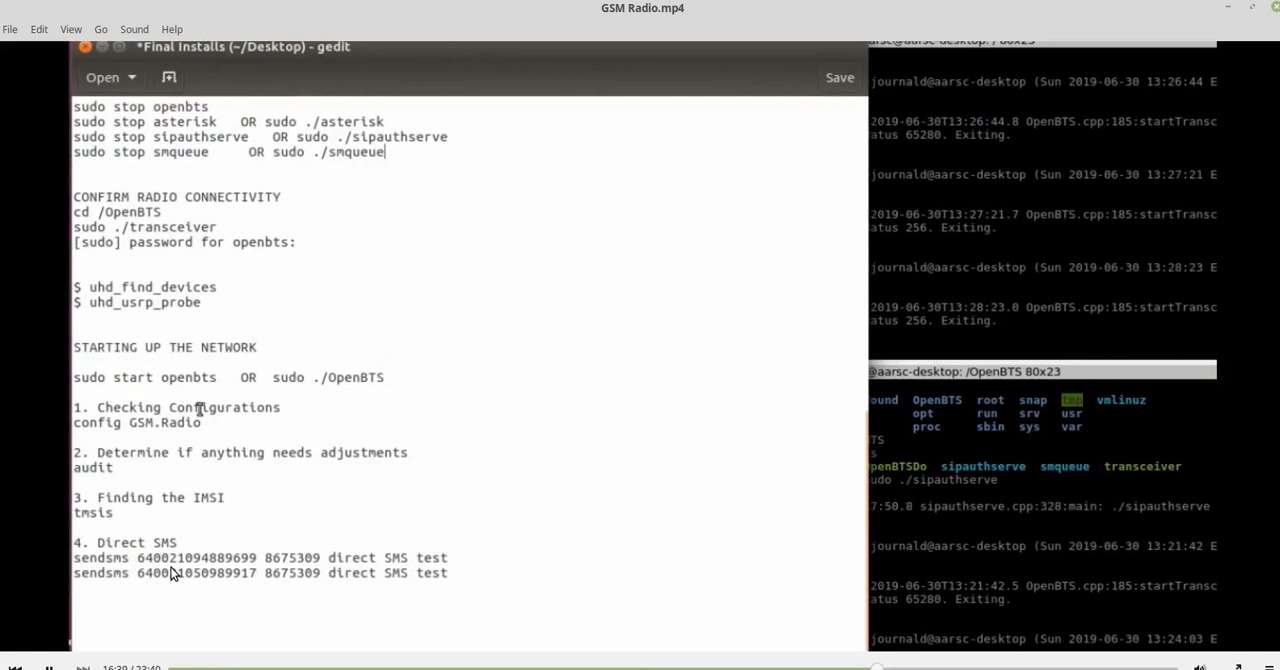 GSM Radio.mp4
File Edit View Go Sound Help
*Final Installs (~/Desktop) - gedit
Open Save
sudo stop openbts
sudo stop asterisk OR sudo ./asterisk
sudo stop sipauthserve OR sudo ./sipauthserve
sudo stop smqueue OR sudo ./smqueue
CONFIRM RADIO CONNECTIVITY
cd /OpenBTS
sudo ./transceiver
[sudo] password for openbts:
$ uhd_find_devices
$ uhd_usrp_probe
STARTING UP THE NETWORK
sudo start openbts OR sudo ./OpenBTS
1. Checking Configurations
config GSM.Radio
2. Determine if anything needs adjustments
audit
3. Finding the IMSI
tmsis
4. Direct SMS
sendsms 640021094889699 8675309 direct SMS test
sendsms 640021050989917 8675309 direct SMS test
journald@aarsc-desktop (Sun 2019-06-30 13:26:44 E
2019-06-30T13:26:44.8 OpenBTS.cpp:185:startTransc
atus 65280. Exiting.
journald@aarsc-desktop (Sun 2019-06-30 13:27:21 E
2019-06-30T13:27:21.7 OpenBTS.cpp:185:startTransc
atus 256. Exiting.
journald@aarsc-desktop (Sun 2019-06-30 13:28:23 E
2019-06-30T13:28:23.0 OpenBTS.cpp:185:startTransc
atus 256. Exiting.
@aarsc-desktop: /OpenBTS 80x23
ound OpenBTS root snap tmp vmlinuz
opt run srv usr
proc sbin sys var
TS
s
penBTSDo sipauthserve smqueue transceiver
sudo ./sipauthserve
7:50.8 sipauthserve.cpp:328:main: ./sipauthserve
journald@aarsc-desktop (Sun 2019-06-30 13:21:42 E
2019-06-30T13:21:42.5 OpenBTS.cpp:185:startTransc
atus 65280. Exiting.
journald@aarsc-desktop (Sun 2019-06-30 13:24:03 E